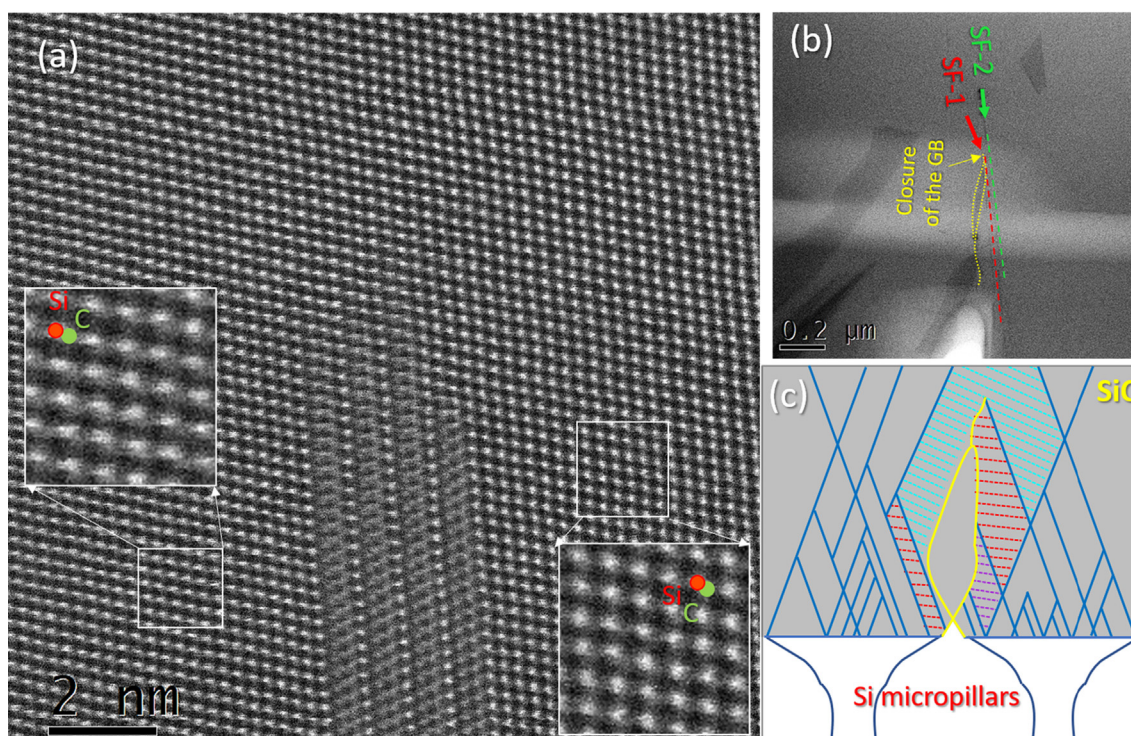 (a)
Si
C
Si
C
2 nm
(b)
SF-2
SF-1
Closure
of the GB
0.2 µm
(c)
SiC
Si micropillars